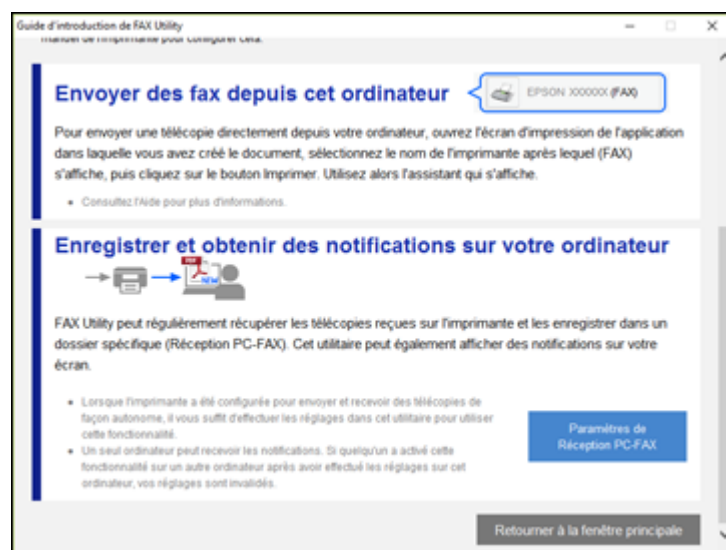 Guide d'introduction de FAX Utility
manuel de l'imprimante pour configurer cela.
Envoyer des fax depuis cet ordinateur
EPSON XXXXXX (FAX)
Pour envoyer une télécopie directement depuis votre ordinateur, ouvrez l'écran d'impression de l'application
dans laquelle vous avez créé le document, sélectionnez le nom de l'imprimante après lequel (FAX)
s'affiche, puis cliquez sur le bouton Imprimer. Utilisez alors l'assistant qui s'affiche.
• Consultez l'Aide pour plus d'informations.
Enregistrer et obtenir des notifications sur votre ordinateur
PDF
NEW
FAX Utility peut régulièrement récupérer les télécopies reçues sur l'imprimante et les enregistrer dans un
dossier spécifique (Réception PC-FAX). Cet utilitaire peut également afficher des notifications sur votre
écran.
• Lorsque l'imprimante a été configurée pour envoyer et recevoir des télécopies de
façon autonome, il vous suffit d'effectuer les réglages dans cet utilitaire pour utiliser
cette fonctionnalité.
• Un seul ordinateur peut recevoir les notifications. Si quelqu'un a activé cette
fonctionnalité sur un autre ordinateur après avoir effectué les réglages sur cet
ordinateur, vos réglages sont invalidés.
Paramètres de
Réception PC-FAX
Retourner à la fenêtre principale